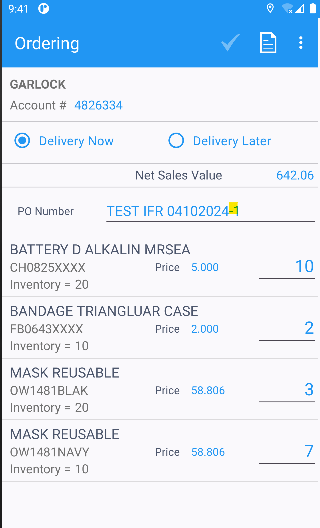 9:41
Ordering
GARLOCK
Account # 4826334
Delivery Now Delivery Later
Net Sales Value 642.06
PO Number TEST IFR 04102024-1
BATTERY D ALKALIN MRSEA
CH0825XXXX Price 5.000 10
Inventory = 20
BANDAGE TRIANGLUAR CASE
FB0643XXXX Price 2.000 2
Inventory = 10
MASK REUSABLE
OW1481BLAK Price 58.806 3
Inventory = 20
MASK REUSABLE
OW1481NAVY Price 58.806 7
Inventory = 10